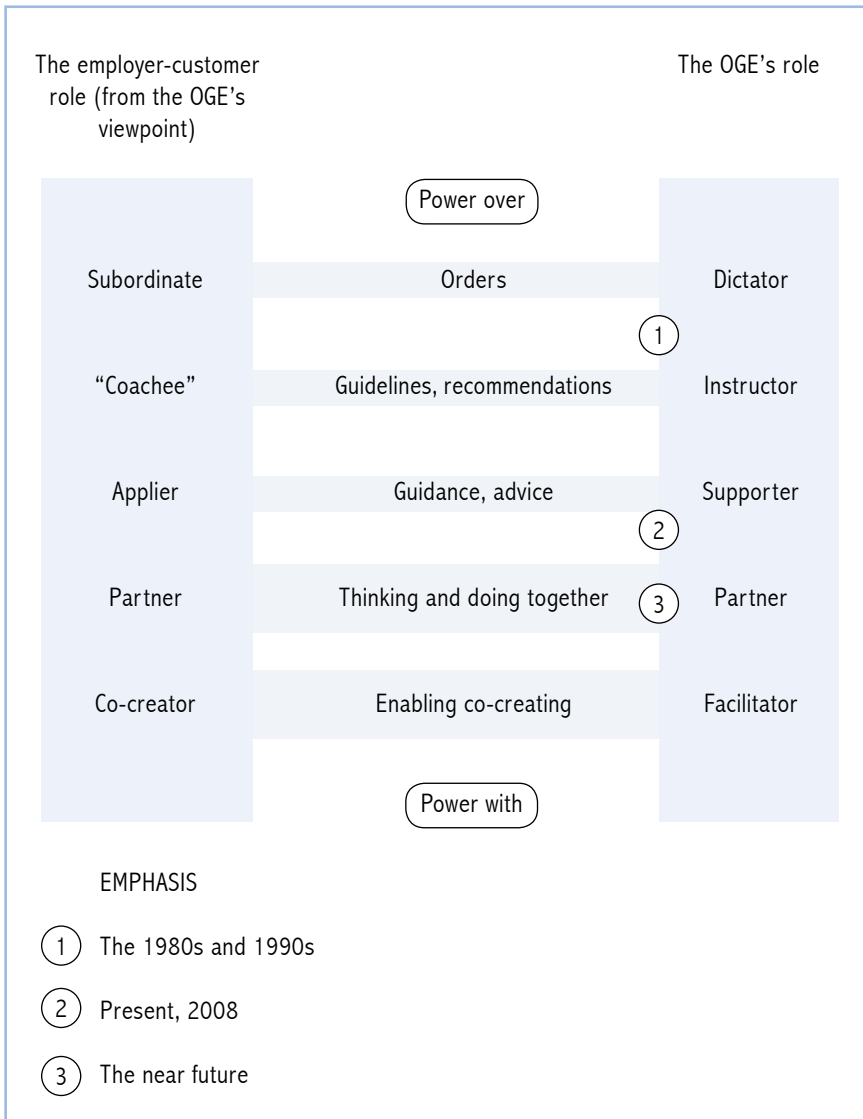 The employer-customer
role (from the OGE’s
viewpoint)
The OGE’s role
Power over
Subordinate Orders Dictator
1
“Coachee” Guidelines, recommendations Instructor
Applier Guidance, advice Supporter
2
Partner Thinking and doing together 3 Partner
Co-creator Enabling co-creating Facilitator
Power with
EMPHASIS
1 The 1980s and 1990s
2 Present, 2008
3 The near future